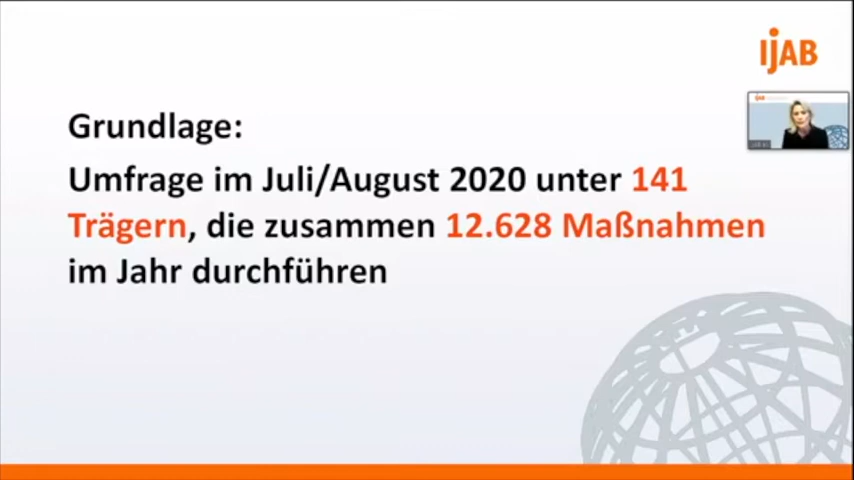 IJAB
Grundlage:
Umfrage im Juli/August 2020 unter 141
Trägern, die zusammen 12.628 Maßnahmen
im Jahr durchführen